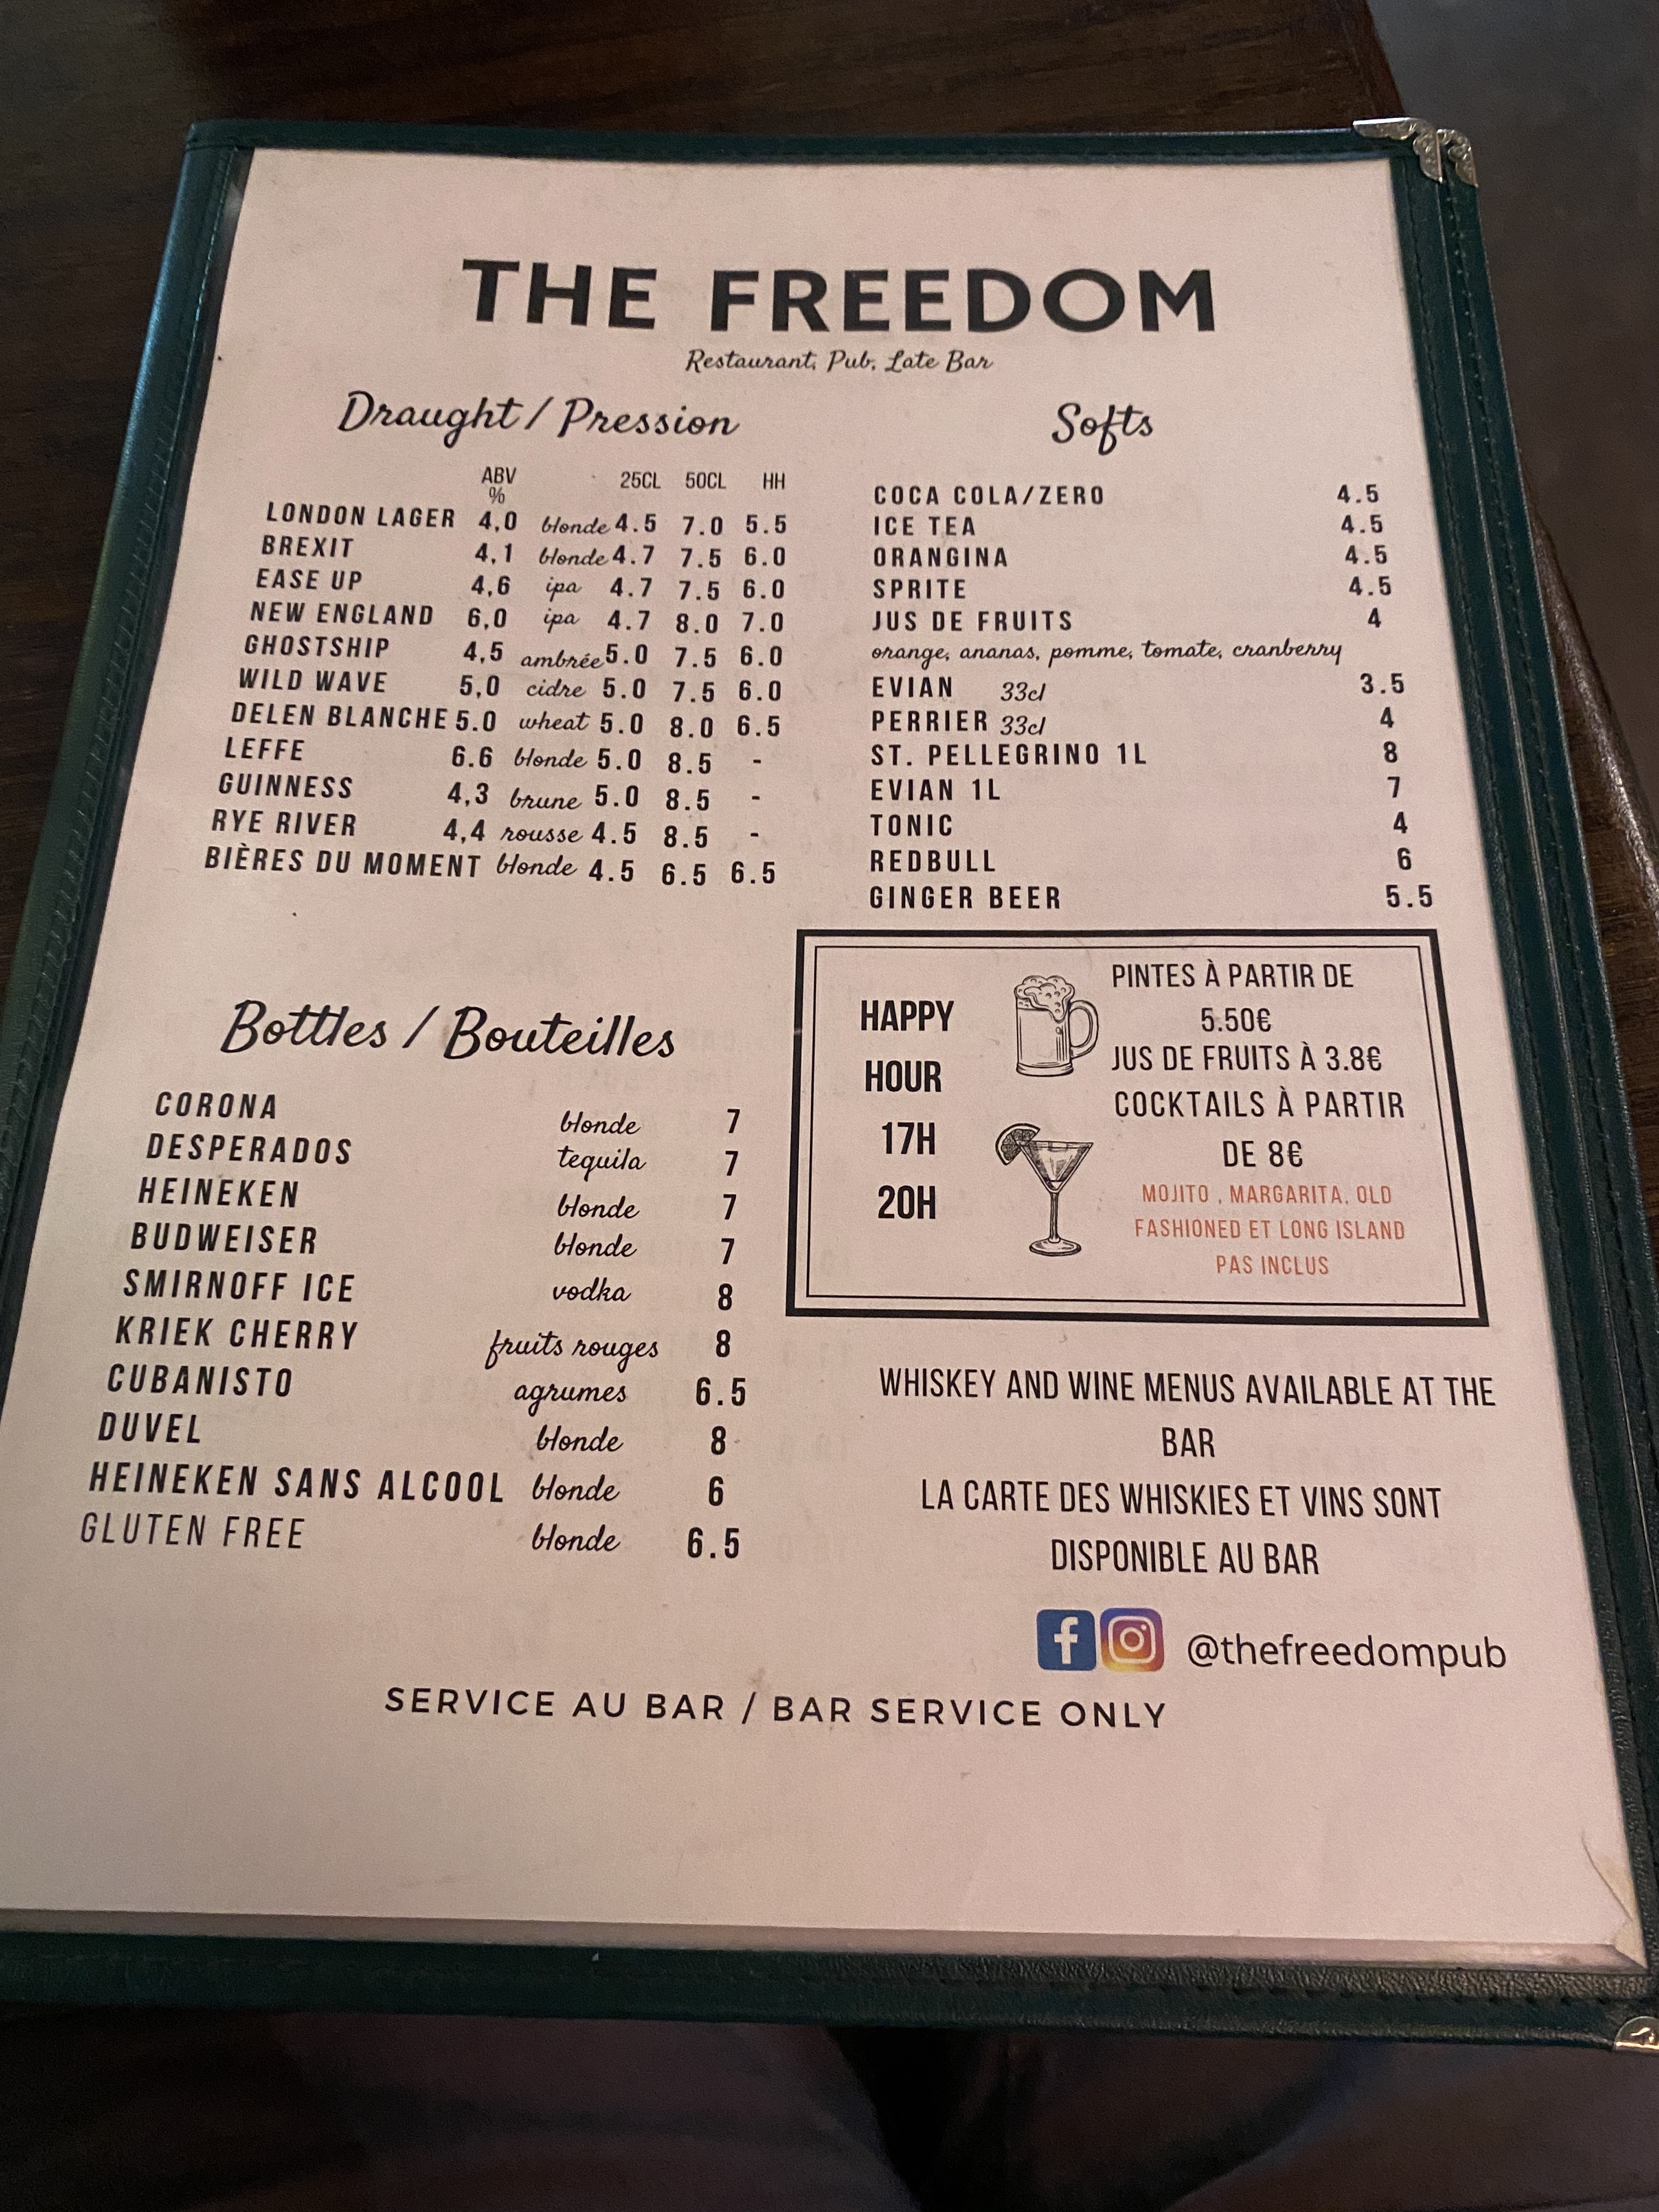 THE FREEDOM
Restaurant, Pub, Late Bar
Draught / Pression
ABV % 25CL 50CL HH
LONDON LAGER 4,0 blonde 4.5 7.0 5.5
BREXIT 4,1 blonde 4.7 7.5 6.0
EASE UP 4,6 ipa 4.7 7.5 6.0
NEW ENGLAND 6,0 ipa 4.7 8.0 7.0
GHOSTSHIP 4,5 ambrée 5.0 7.5 6.0
WILD WAVE 5,0 cidre 5.0 7.5 6.0
DELEN BLANCHE 5.0 wheat 5.0 8.0 6.5
LEFFE 6.6 blonde 5.0 8.5 -
GUINNESS 4,3 brune 5.0 8.5 -
RYE RIVER 4,4 rousse 4.5 8.5 -
BIÈRES DU MOMENT blonde 4.5 6.5 6.5
Bottles / Bouteilles
CORONA blonde 7
DESPERADOS tequila 7
HEINEKEN blonde 7
BUDWEISER blonde 7
SMIRNOFF ICE vodka 8
KRIEK CHERRY fruits rouges 8
CUBANISTO agrumes 6.5
DUVEL blonde 8
HEINEKEN SANS ALCOOL blonde 6
GLUTEN FREE blonde 6.5
Softs
COCA COLA/ZERO 4.5
ICE TEA 4.5
ORANGINA 4.5
SPRITE 4.5
JUS DE FRUITS 4
orange, ananas, pomme, tomate, cranberry
EVIAN 33cl 3.5
PERRIER 33cl 4
ST. PELLEGRINO 1L 8
EVIAN 1L 7
TONIC 4
REDBULL 6
GINGER BEER 5.5
HAPPY
HOUR
17H
20H
PINTES À PARTIR DE
5.50€
JUS DE FRUITS À 3.8€
COCKTAILS À PARTIR
DE 8€
MOJITO , MARGARITA, OLD
FASHIONED ET LONG ISLAND
PAS INCLUS
WHISKEY AND WINE MENUS AVAILABLE AT THE
BAR
LA CARTE DES WHISKIES ET VINS SONT
DISPONIBLE AU BAR
@thefreedompub
SERVICE AU BAR / BAR SERVICE ONLY